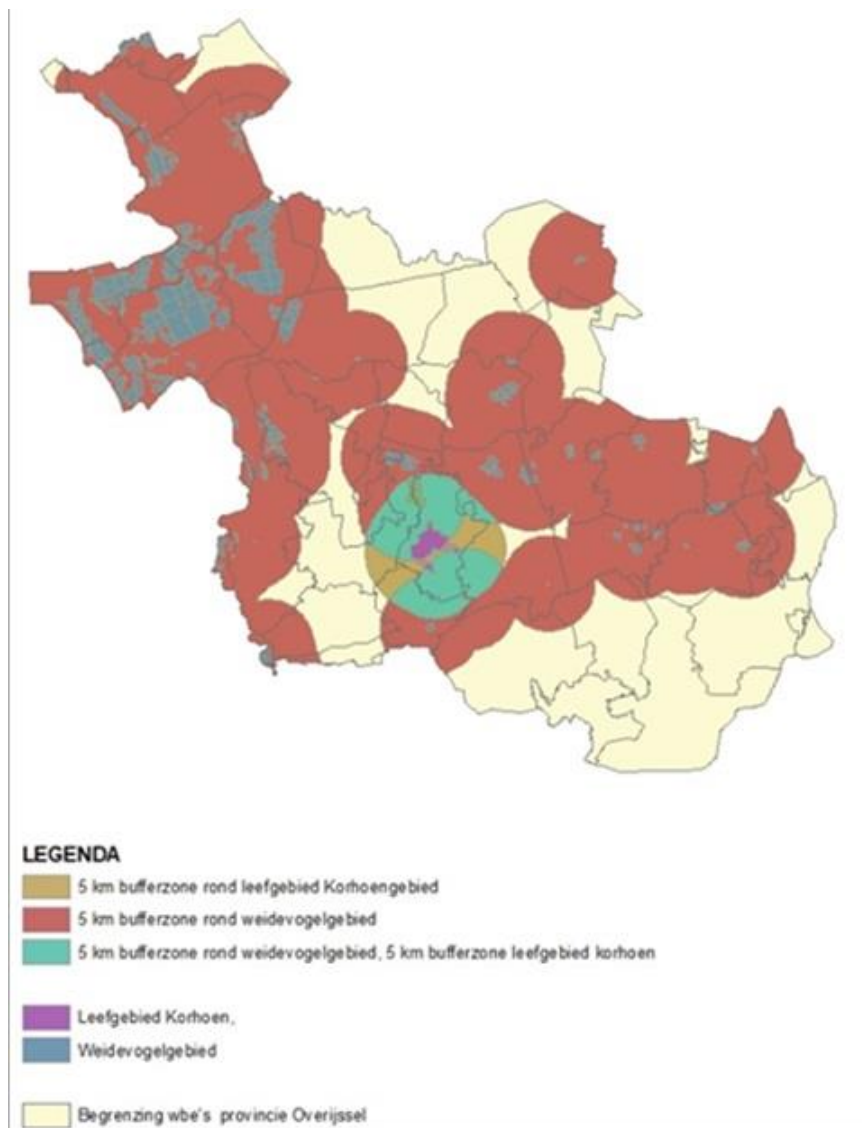 LEGENDA
5 km bufferzone rond leefgebied Korhoengebied
5 km bufferzone rond weidevogelgebied
5 km bufferzone rond weidevogelgebied, 5 km bufferzone leefgebied korhoen
Leefgebied Korhoen,
Weidevogelgebied
Begrenzing wbe's provincie Overijssel